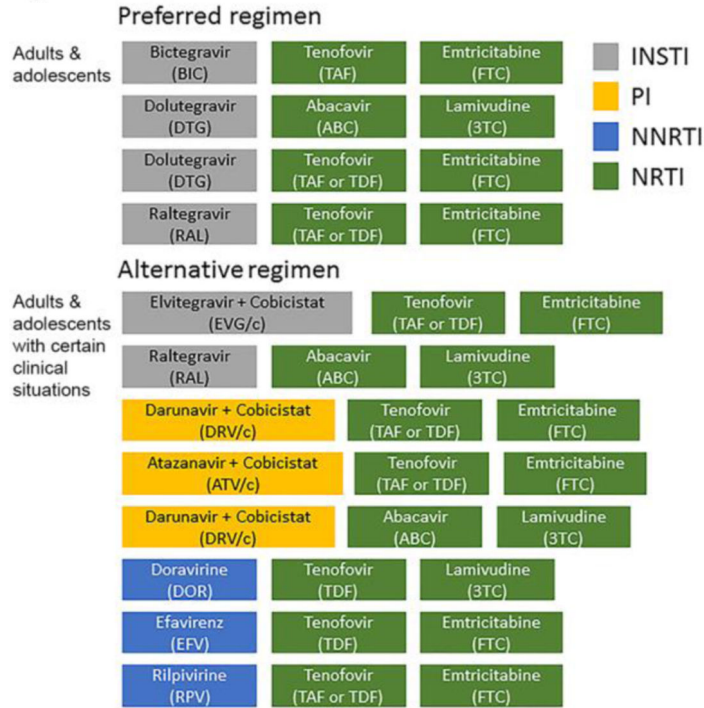 Preferred regimen
Adults &
adolescents
Bictegravir
(BIC)
Tenofovir
(TAF)
Emtricitabine
(FTC)
Dolutegravir
(DTG)
Abacavir
(ABC)
Lamivudine
(3TC)
Dolutegravir
(DTG)
Tenofovir
(TAF or TDF)
Emtricitabine
(FTC)
Raltegravir
(RAL)
Tenofovir
(TAF or TDF)
Emtricitabine
(FTC)
INSTI
PI
NNRTI
NRTI
Alternative regimen
Adults &
adolescents
with certain
clinical
situations
Elvitegravir + Cobicistat
(EVG/c)
Tenofovir
(TAF or TDF)
Emtricitabine
(FTC)
Raltegravir
(RAL)
Abacavir
(ABC)
Lamivudine
(3TC)
Darunavir + Cobicistat
(DRV/c)
Tenofovir
(TAF or TDF)
Emtricitabine
(FTC)
Atazanavir + Cobicistat
(ATV/c)
Tenofovir
(TAF or TDF)
Emtricitabine
(FTC)
Darunavir + Cobicistat
(DRV/c)
Abacavir
(ABC)
Lamivudine
(3TC)
Doravirine
(DOR)
Tenofovir
(TDF)
Lamivudine
(3TC)
Efavirenz
(EFV)
Tenofovir
(TDF)
Emtricitabine
(FTC)
Rilpivirine
(RPV)
Tenofovir
(TAF or TDF)
Emtricitabine
(FTC)